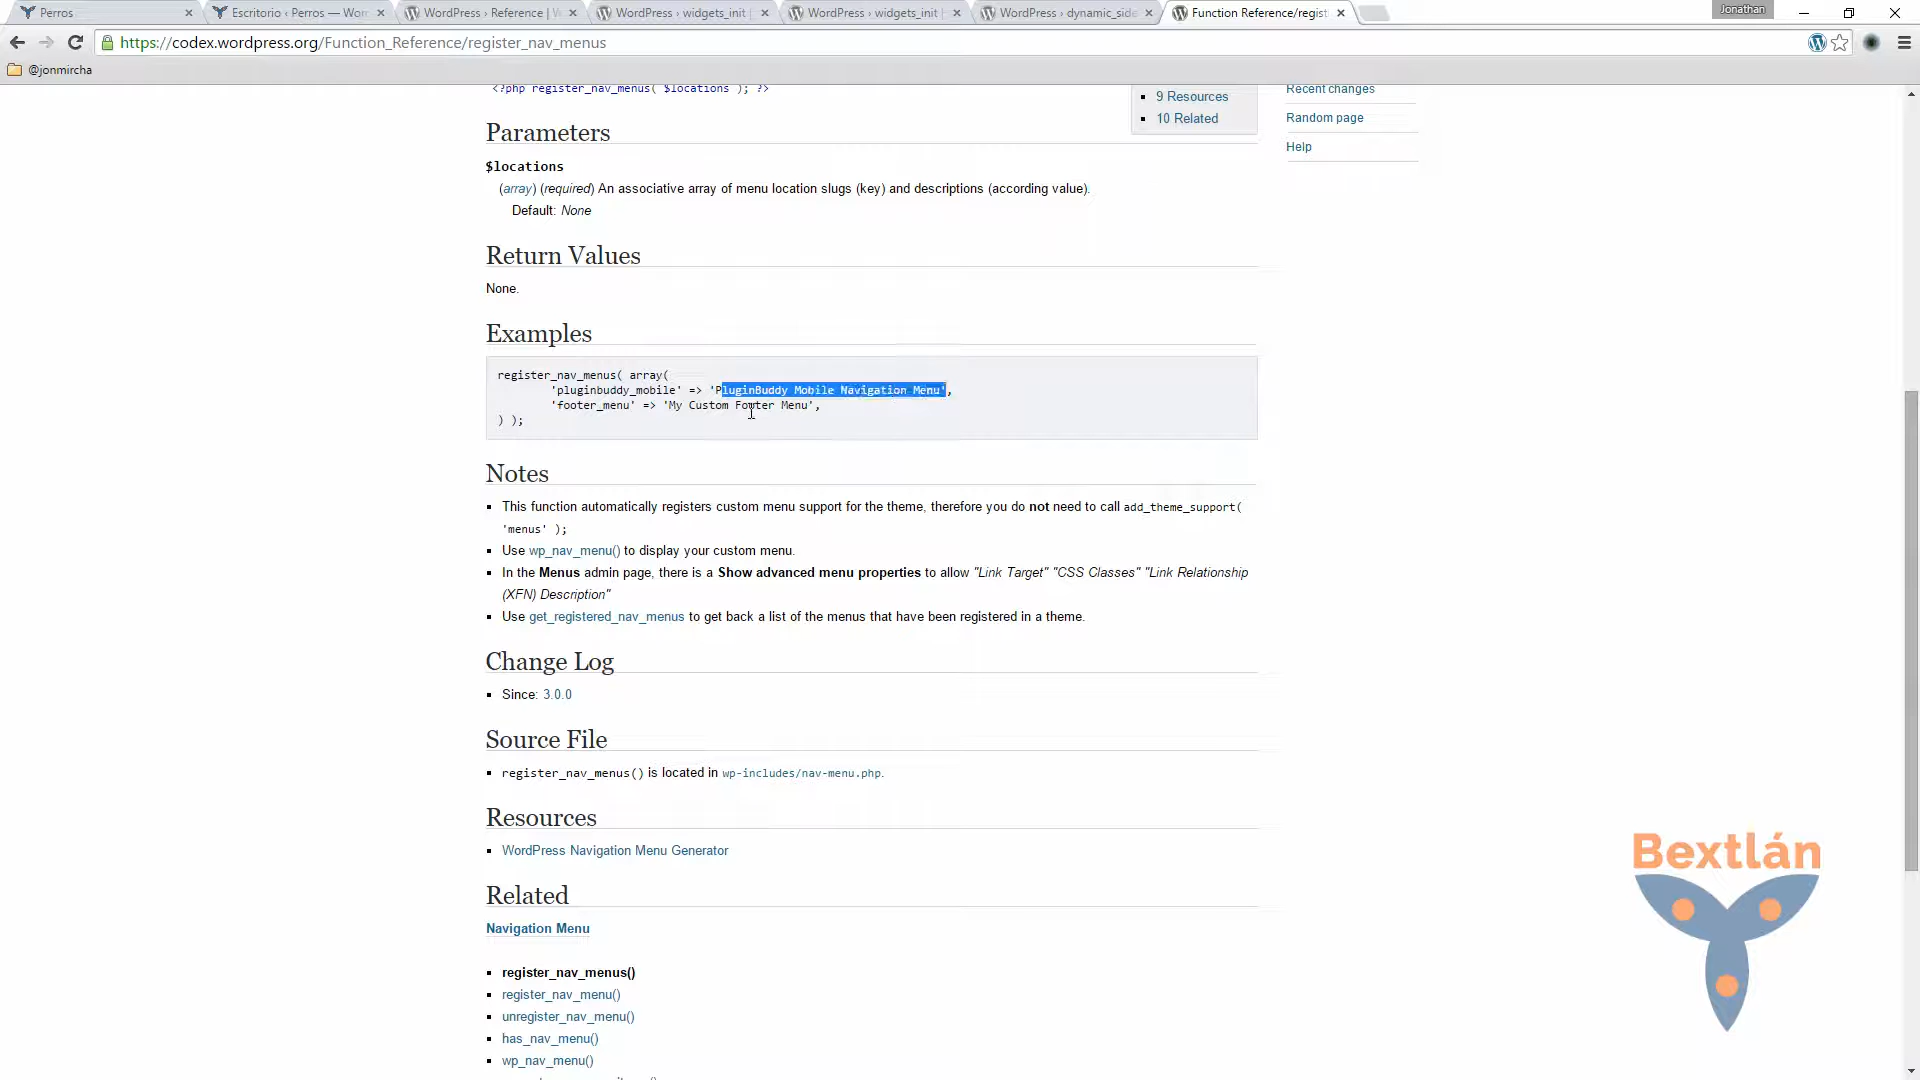 Perros
Escritorio ‹ Perros — Wor
WordPress › Reference | W
WordPress › widgets_init |
WordPress › widgets_init |
WordPress › dynamic_side
Function Reference/regist
Jonathan
https://codex.wordpress.org/Function_Reference/register_nav_menus
@jonmircha
<?php register_nav_menus( $locations ); ?>
9 Resources
10 Related
Recent changes
Random page
Help
Parameters
$locations
(array) (required) An associative array of menu location slugs (key) and descriptions (according value).
Default: None
Return Values
None.
Examples
register_nav_menus( array(
'pluginbuddy_mobile' => 'PluginBuddy Mobile Navigation Menu',
'footer_menu' => 'My Custom Footer Menu',
) );
Notes
This function automatically registers custom menu support for the theme, therefore you do not need to call add_theme_support(
'menus' );
Use wp_nav_menu() to display your custom menu.
In the Menus admin page, there is a Show advanced menu properties to allow "Link Target" "CSS Classes" "Link Relationship
(XFN) Description"
Use get_registered_nav_menus to get back a list of the menus that have been registered in a theme.
Change Log
Since: 3.0.0
Source File
register_nav_menus() is located in wp-includes/nav-menu.php.
Resources
WordPress Navigation Menu Generator
Related
Navigation Menu
register_nav_menus()
register_nav_menu()
unregister_nav_menu()
has_nav_menu()
wp_nav_menu()
Bextlán